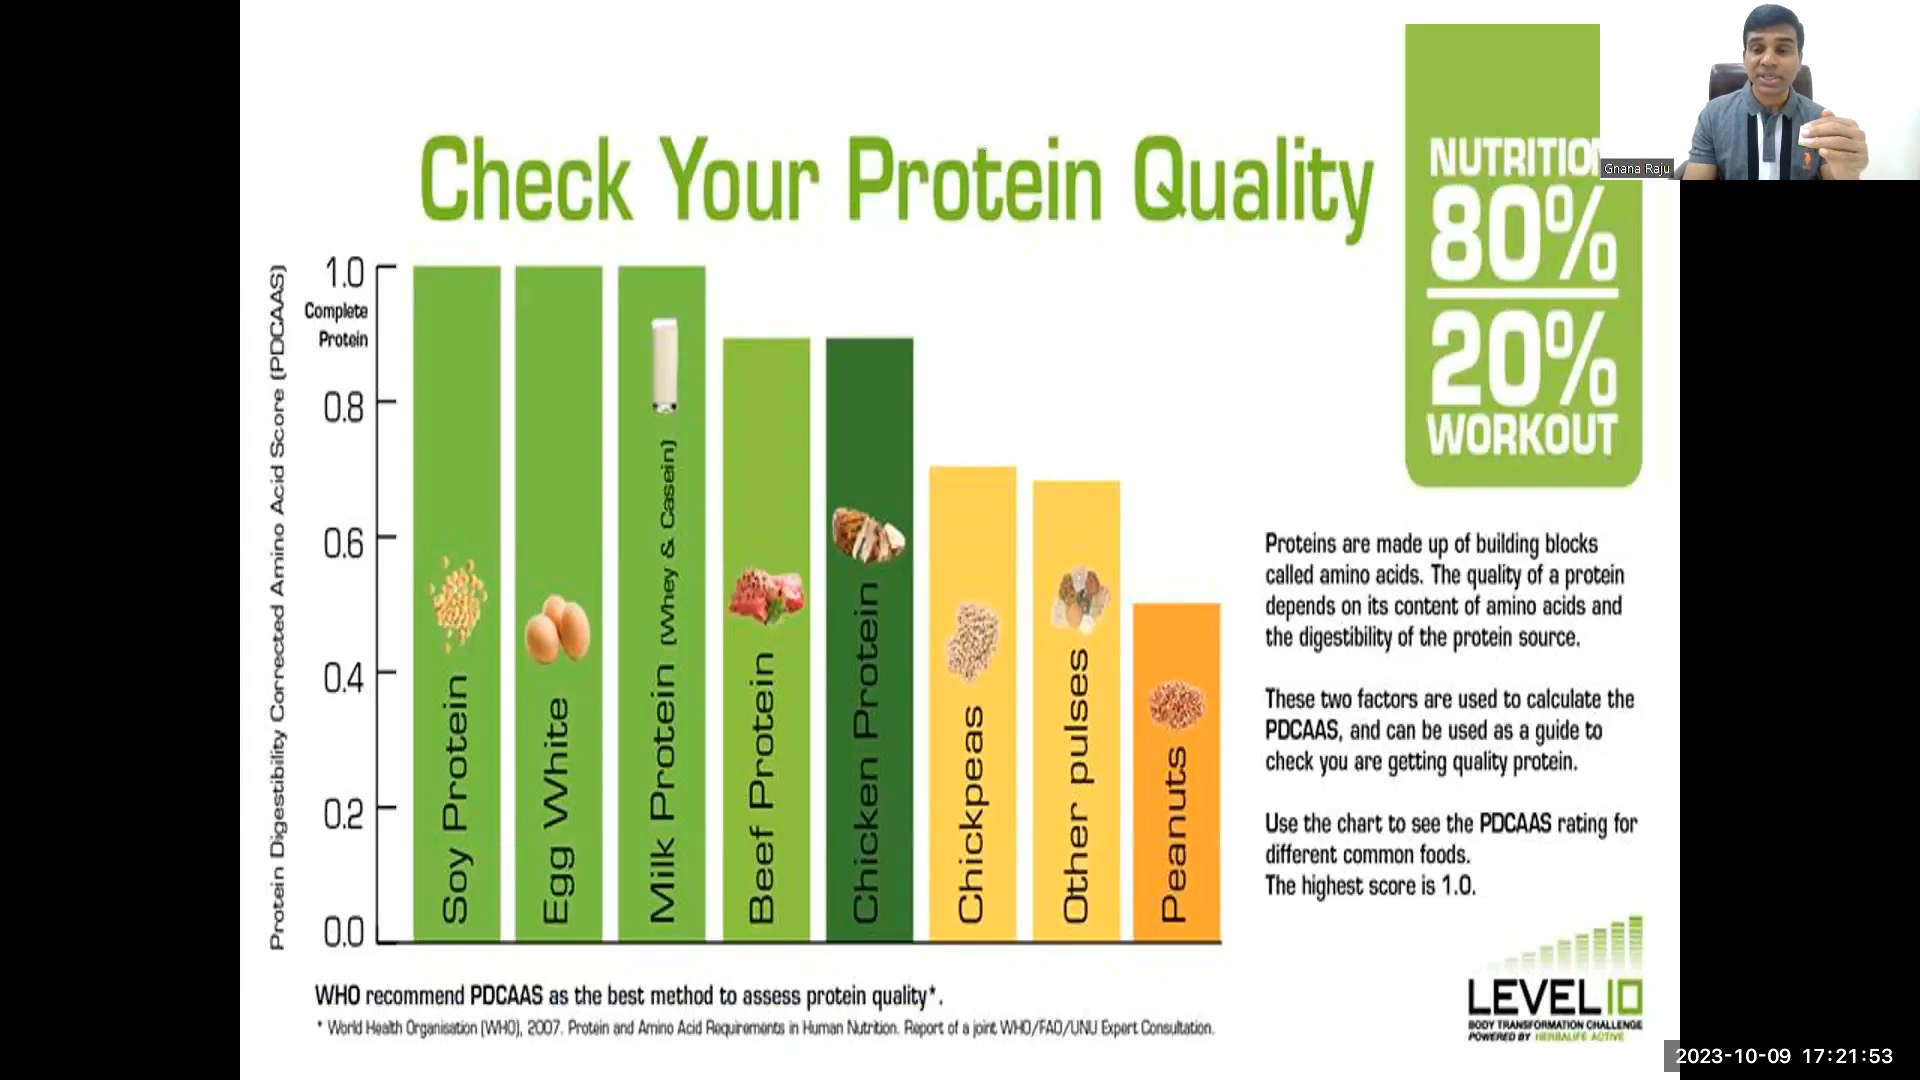 Check Your Protein Quality
NUTRITION
80%
20%
WORKOUT
Gnana Raju
Protein Digestibility Corrected Amino Acid Score (PDCAAS)
1.0
Complete
Protein
0.8
0.6
0.4
0.2
0.0
Soy Protein
Egg White
Milk Protein (Whey & Casein)
Beef Protein
Chicken Protein
Chickpeas
Other pulses
Peanuts
Proteins are made up of building blocks
called amino acids. The quality of a protein
depends on its content of amino acids and
the digestibility of the protein source.
These two factors are used to calculate the
PDCAAS, and can be used as a guide to
check you are getting quality protein.
Use the chart to see the PDCAAS rating for
different common foods.
The highest score is 1.0.
WHO recommend PDCAAS as the best method to assess protein quality*.
* World Health Organisation (WHO), 2007. Protein and Amino Acid Requirements in Human Nutrition. Report of a joint WHO/FAO/UNU Expert Consultation.
LEVEL10
BODY TRANSFORMATION CHALLENGE
POWERED BY HERBALIFE ACTIVE
2023-10-09 17:21:53